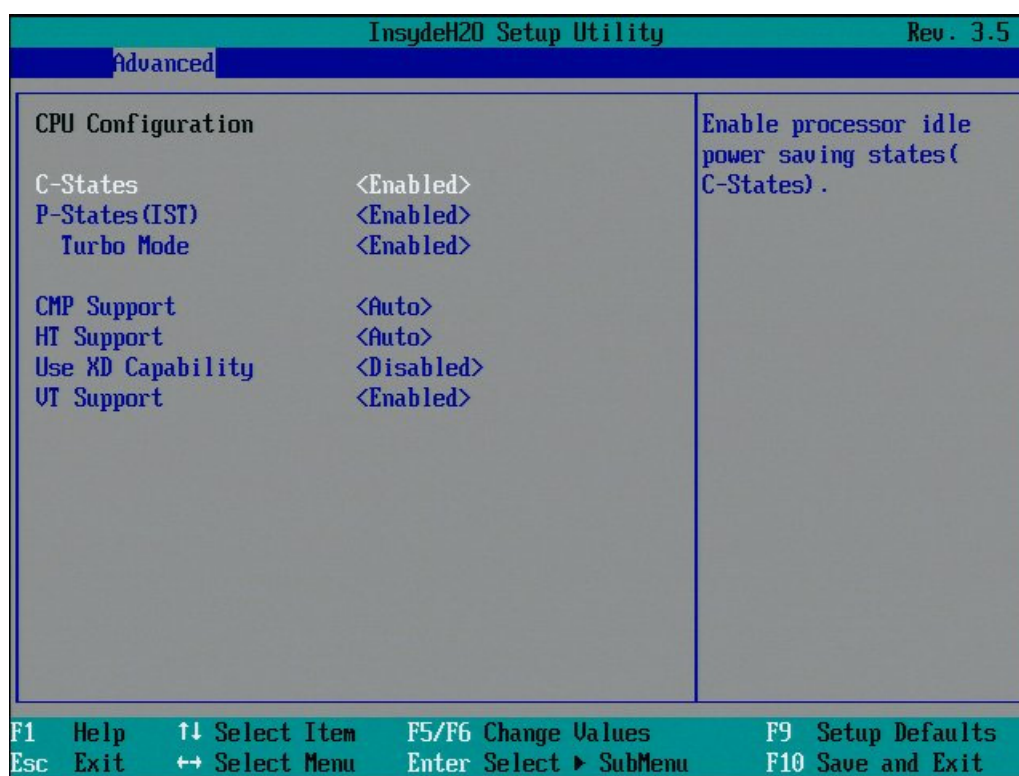 InsydeH2O Setup Utility Rev. 3.5
Advanced
CPU Configuration
C-States <Enabled>
P-States(IST) <Enabled>
Turbo Mode <Enabled>
CMP Support <Auto>
HT Support <Auto>
Use XD Capability <Disabled>
VT Support <Enabled>
Enable processor idle
power saving states(
C-States).
F1 Help ↑↓ Select Item F5/F6 Change Values F9 Setup Defaults
Esc Exit ↔ Select Menu Enter Select ▶ SubMenu F10 Save and Exit